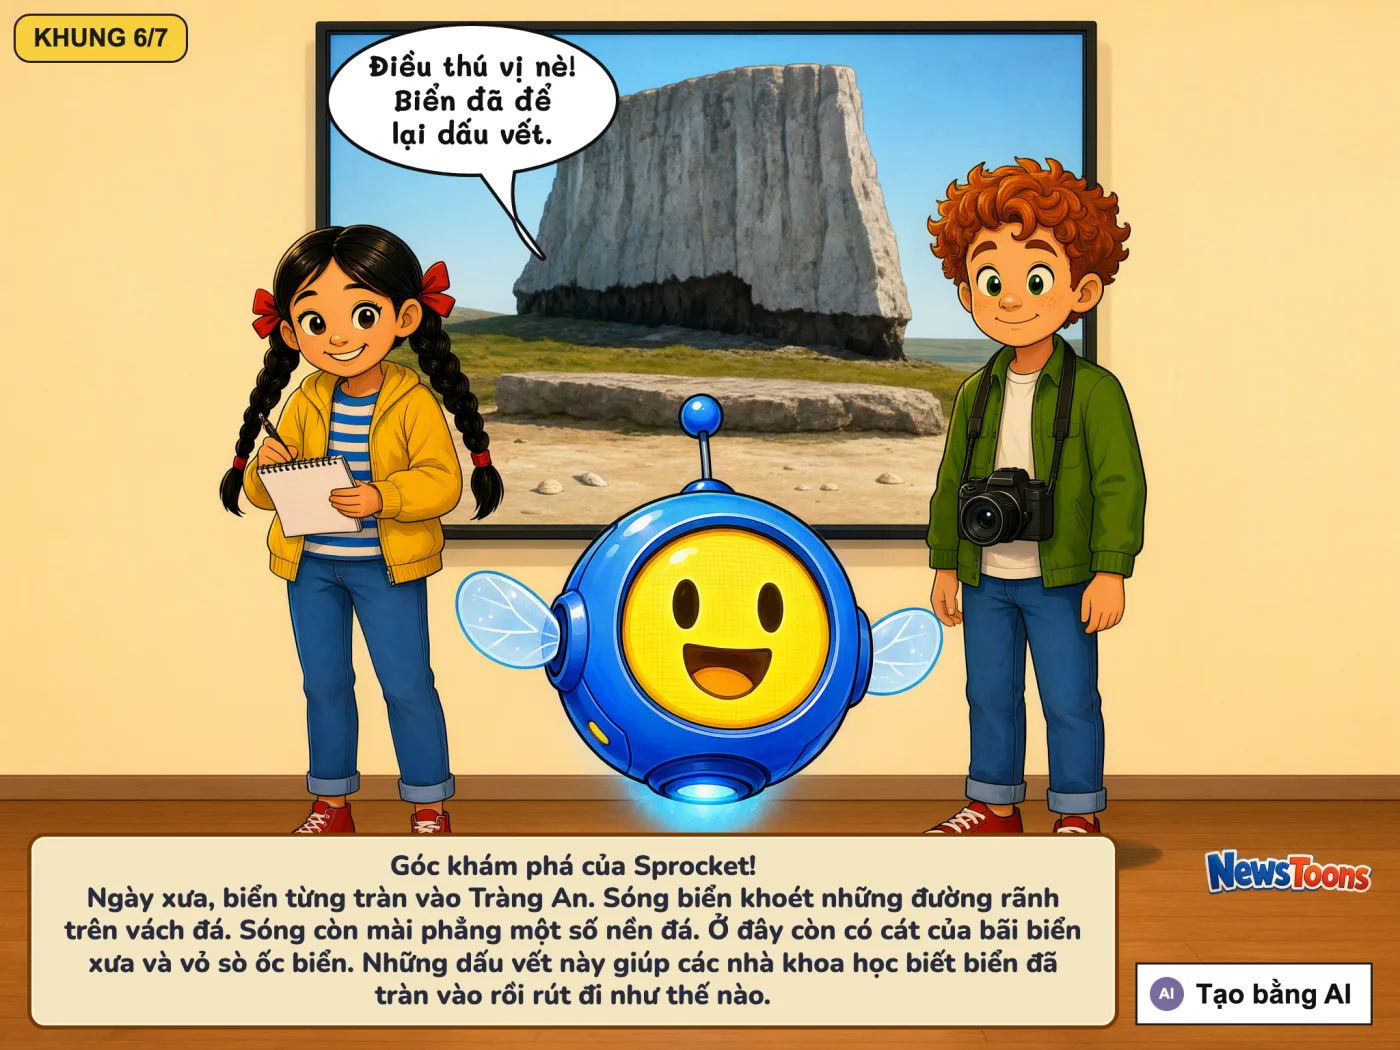 KHUNG 6/7
Điều thú vị nè!
Biển đã để
lại dấu vết.
Góc khám phá của Sprocket!
Ngày xưa, biển từng tràn vào Tràng An. Sóng biển khoét những đường rãnh
trên vách đá. Sóng còn mài phẳng một số nền đá. Ở đây còn có cát của bãi biển
xưa và vỏ sò ốc biển. Những dấu vết này giúp các nhà khoa học biết biển đã
tràn vào rồi rút đi như thế nào.
NewsToons
AI Tạo bằng AI